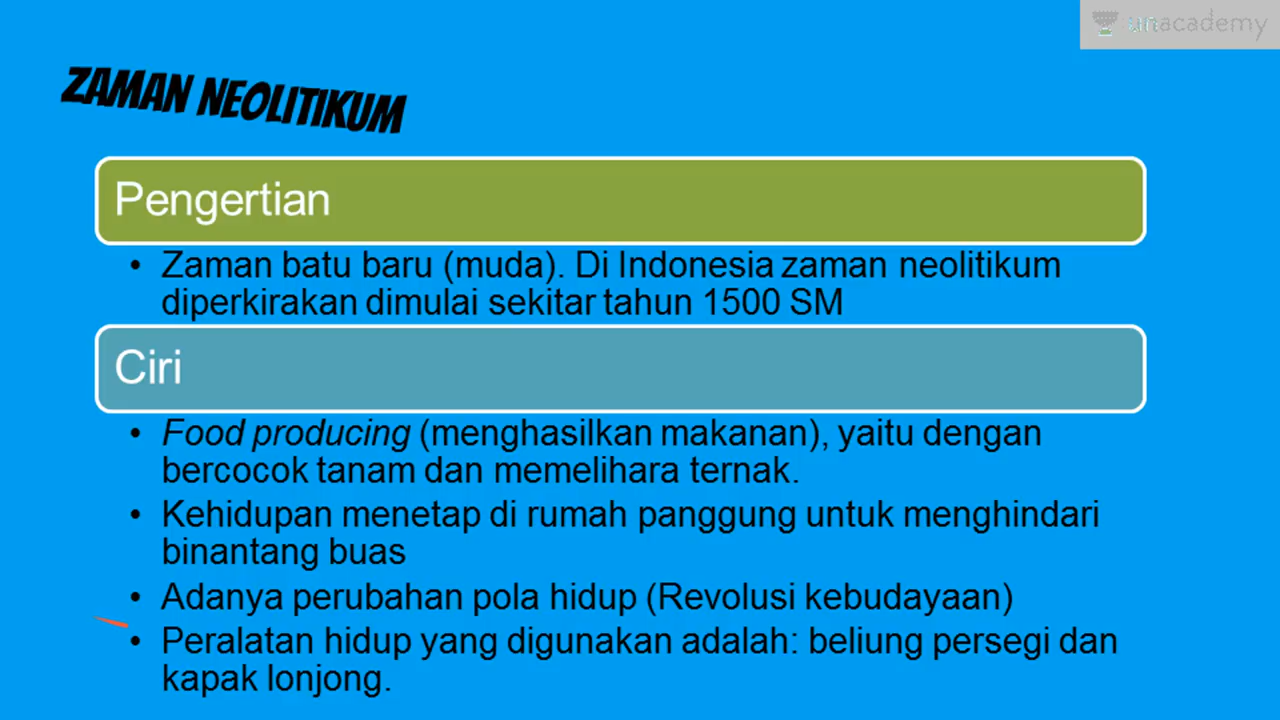 unacademy
ZAMAN NEOLITIKUM
Pengertian
• Zaman batu baru (muda). Di Indonesia zaman neolitikum
diperkirakan dimulai sekitar tahun 1500 SM
Ciri
• Food producing (menghasilkan makanan), yaitu dengan
bercocok tanam dan memelihara ternak.
• Kehidupan menetap di rumah panggung untuk menghindari
binantang buas
• Adanya perubahan pola hidup (Revolusi kebudayaan)
• Peralatan hidup yang digunakan adalah: beliung persegi dan
kapak lonjong.